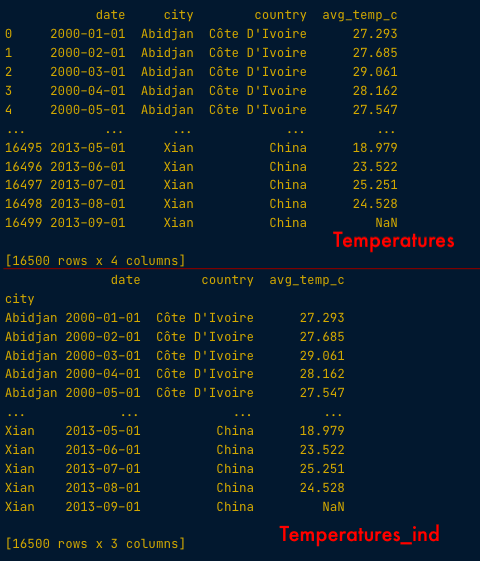 date city country avg_temp_c
0 2000-01-01 Abidjan Côte D'Ivoire 27.293
1 2000-02-01 Abidjan Côte D'Ivoire 27.685
2 2000-03-01 Abidjan Côte D'Ivoire 29.061
3 2000-04-01 Abidjan Côte D'Ivoire 28.162
4 2000-05-01 Abidjan Côte D'Ivoire 27.547
... ... ... ... ...
16495 2013-05-01 Xian China 18.979
16496 2013-06-01 Xian China 23.522
16497 2013-07-01 Xian China 25.251
16498 2013-08-01 Xian China 24.528
16499 2013-09-01 Xian China NaN
Temperatures
[16500 rows x 4 columns]
date country avg_temp_c
city
Abidjan 2000-01-01 Côte D'Ivoire 27.293
Abidjan 2000-02-01 Côte D'Ivoire 27.685
Abidjan 2000-03-01 Côte D'Ivoire 29.061
Abidjan 2000-04-01 Côte D'Ivoire 28.162
Abidjan 2000-05-01 Côte D'Ivoire 27.547
... ... ... ...
Xian 2013-05-01 China 18.979
Xian 2013-06-01 China 23.522
Xian 2013-07-01 China 25.251
Xian 2013-08-01 China 24.528
Xian 2013-09-01 China NaN
Temperatures_ind
[16500 rows x 3 columns]